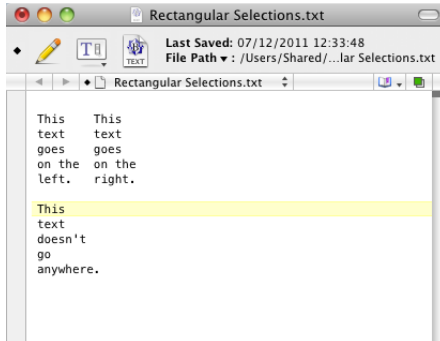 Rectangular Selections.txt
Last Saved: 07/12/2011 12:33:48
File Path ▾ : /Users/Shared/...lar Selections.txt
TEXT
Rectangular Selections.txt
This    This
text    text
goes    goes
on the  on the
left.   right.
This
text
doesn't
go
anywhere.